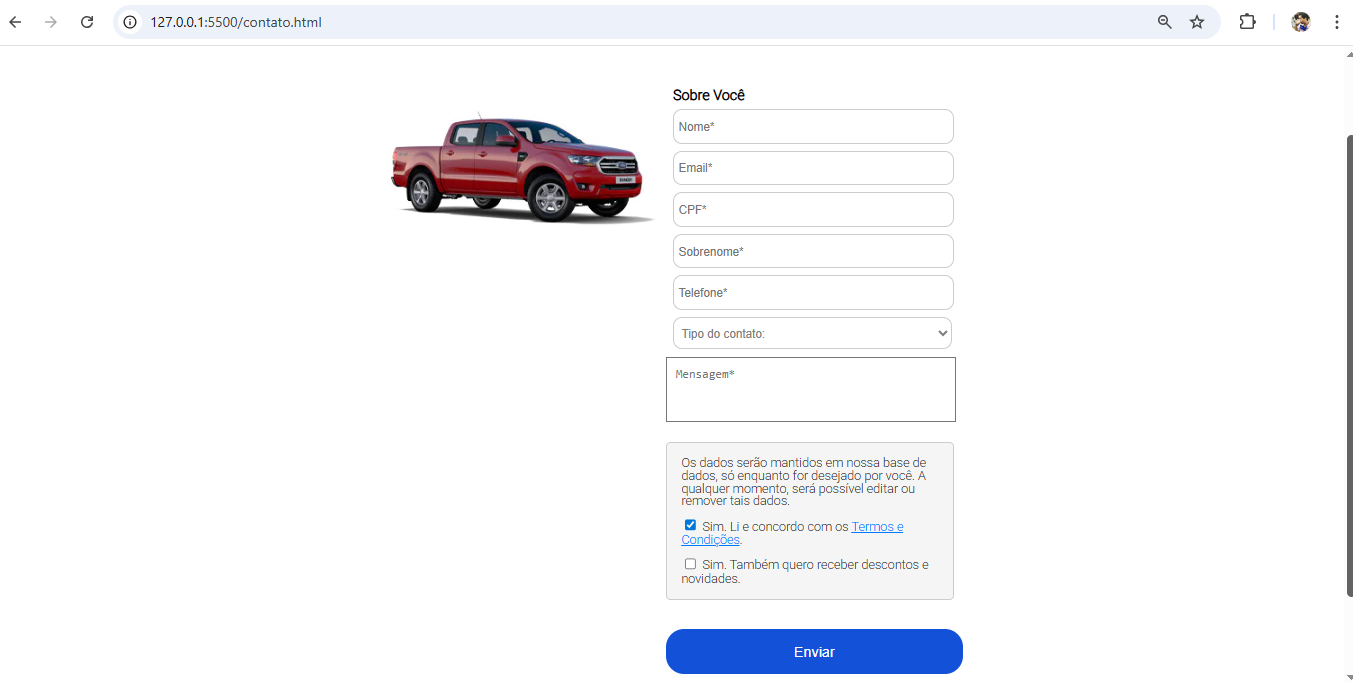 127.0.0.1:5500/contato.html
Sobre Você
Nome*
Email*
CPF*
Sobrenome*
Telefone*
Tipo do contato:
Mensagem*
Os dados serão mantidos em nossa base de
dados, só enquanto for desejado por você. A
qualquer momento, será possível editar ou
remover tais dados.
Sim. Li e concordo com os Termos e
Condições.
Sim. Também quero receber descontos e
novidades.
Enviar